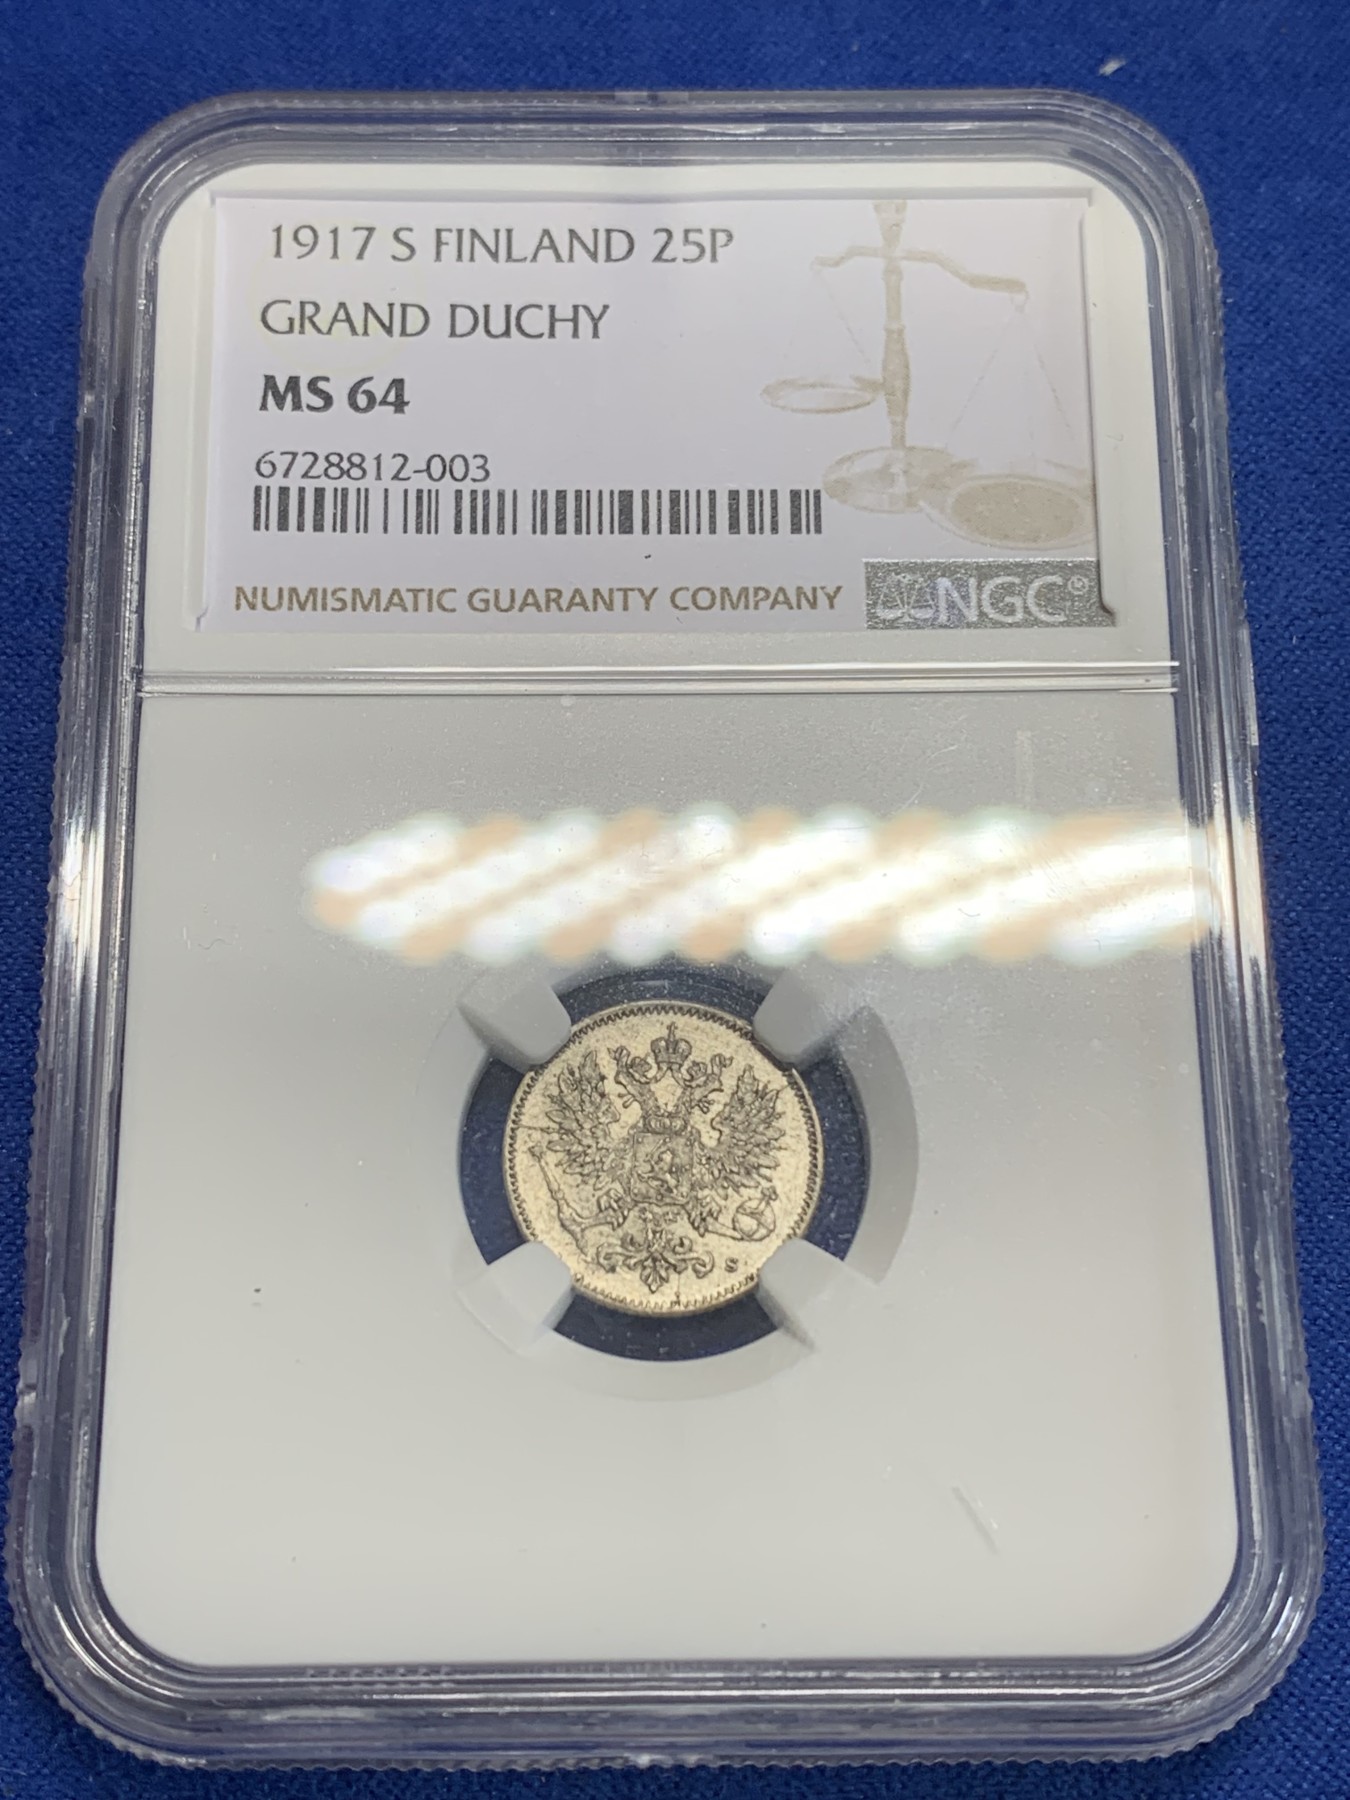 1917 S FINLAND 25P
GRAND DUCHY
MS 64
6728812-003
NUMISMATIC GUARANTY COMPANY
NGC
S